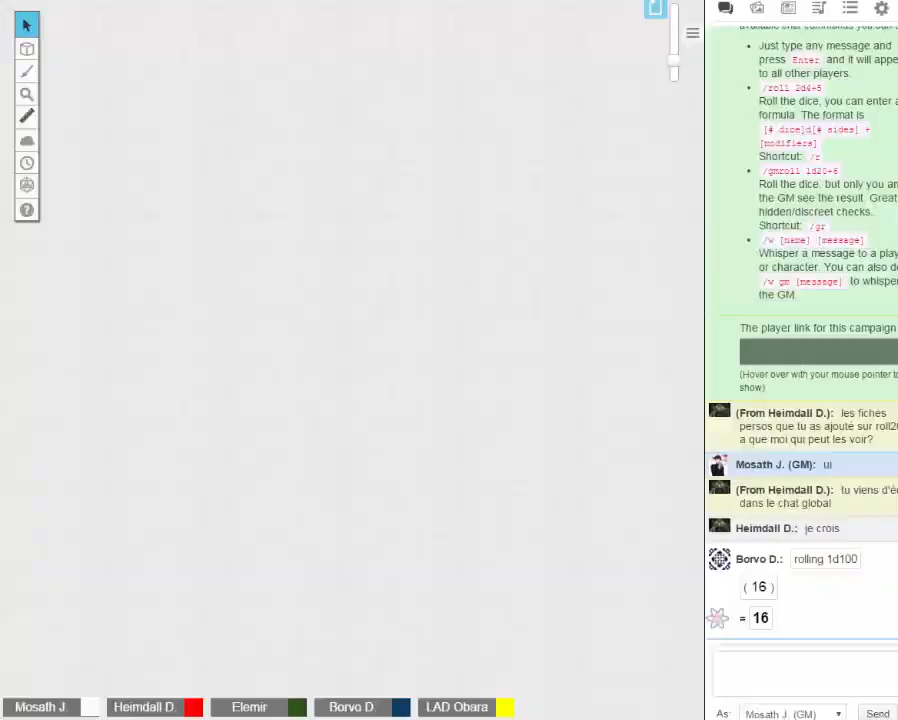 Just type any message and
press Enter and it will appe
to all other players.
/roll 2d4+5
Roll the dice, you can enter a
formula. The format is
[# dice]d[# sides] +
[modifiers]
Shortcut: /r
/gmroll 1d20+6
Roll the dice, but only you an
the GM see the result. Great
hidden/discreet checks.
Shortcut: /gr
/w [name] [message]
Whisper a message to a play
or character. You can also do
/w gm [message] to whisper
the GM
The player link for this campaign
(Hover over with your mouse pointer to
show)
(From Heimdall D.): les fiches
persos que tu as ajouté sur roll20
a que moi qui peut les voir?
Mosath J. (GM): ui
(From Heimdall D.): tu viens d'éc
dans le chat global
Heimdall D.: je crois
Borvo D.: rolling 1d100
( 16 )
= 16
As: Mosath J. (GM) Send
Mosath J. Heimdall D. Elemir Borvo D. LAD Obara